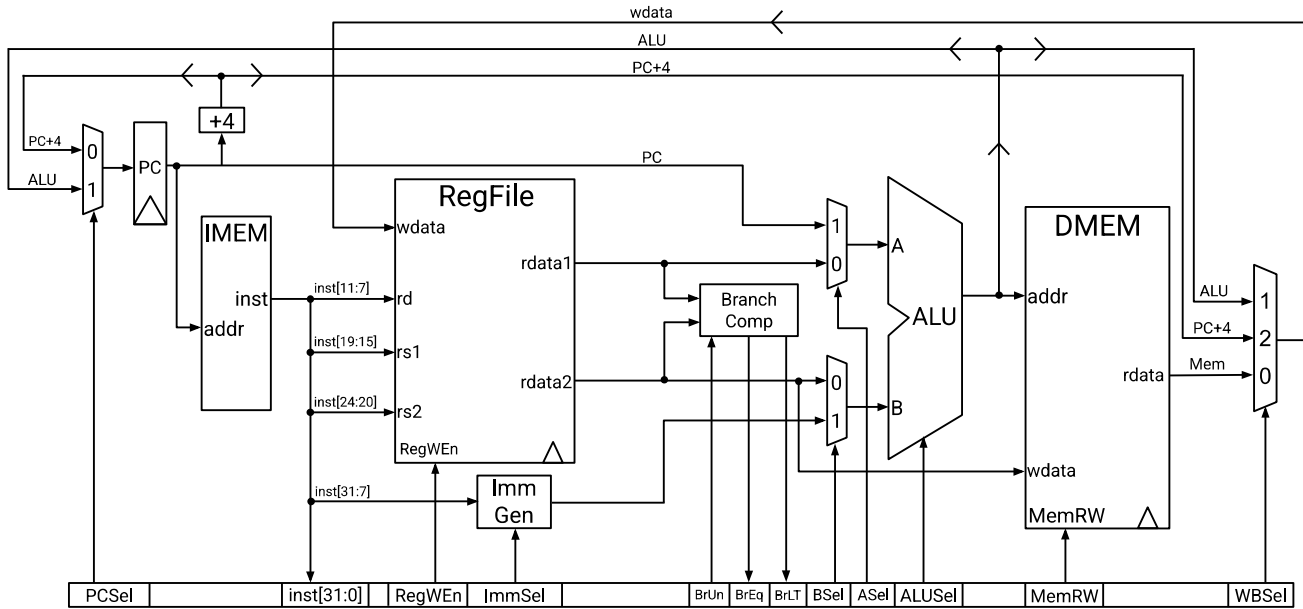 wdata
ALU
PC+4
+4
PC+4
0
ALU
1
PC
PC
RegFile
wdata
IMEM
inst
addr
inst[11:7]
rd
inst[19:15]
rs1
inst[24:20]
rs2
RegWEn
rdata1
rdata2
inst[31:7]
Imm
Gen
Branch
Comp
1
0
0
1
A
ALU
B
DMEM
addr
rdata
wdata
MemRW
ALU
1
PC+4
2
Mem
0
PCSel
inst[31:0]
RegWEn
ImmSel
BrUn
BrEq
BrLT
BSel
ASel
ALUSel
MemRW
WBSel